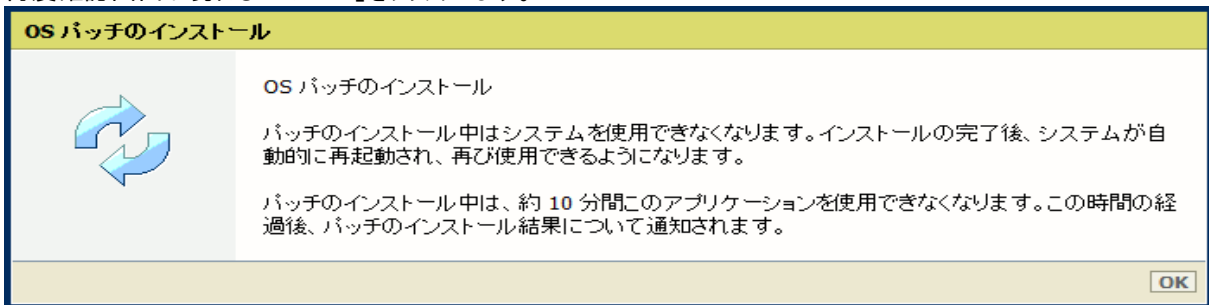 OS パッチのインストール
OS パッチのインストール
パッチのインストール中はシステムを使用できなくなります。インストールの完了後、システムが自
動的に再起動され、再び使用できるようになります。
パッチのインストール中は、約 10 分間このアプリケーションを使用できなくなります。この時間の経
過後、パッチのインストール結果について通知されます。
OK